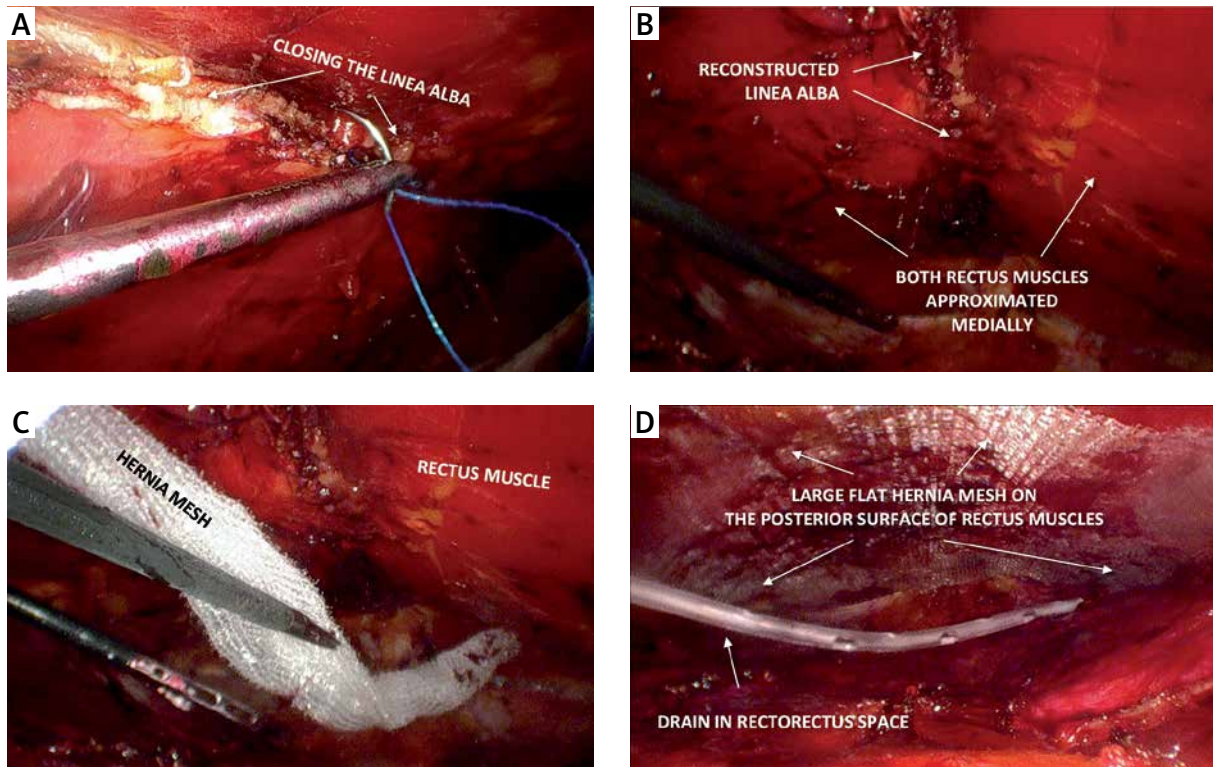 A
CLOSING THE LINEA ALBA
B
RECONSTRUCTED
LINEA ALBA
BOTH RECTUS MUSCLES
APPROXIMATED
MEDIALLY
C
HERNIA MESH
RECTUS MUSCLE
D
LARGE FLAT HERNIA MESH ON
THE POSTERIOR SURFACE OF RECTUS MUSCLES
DRAIN IN RECTORECTUS SPACE